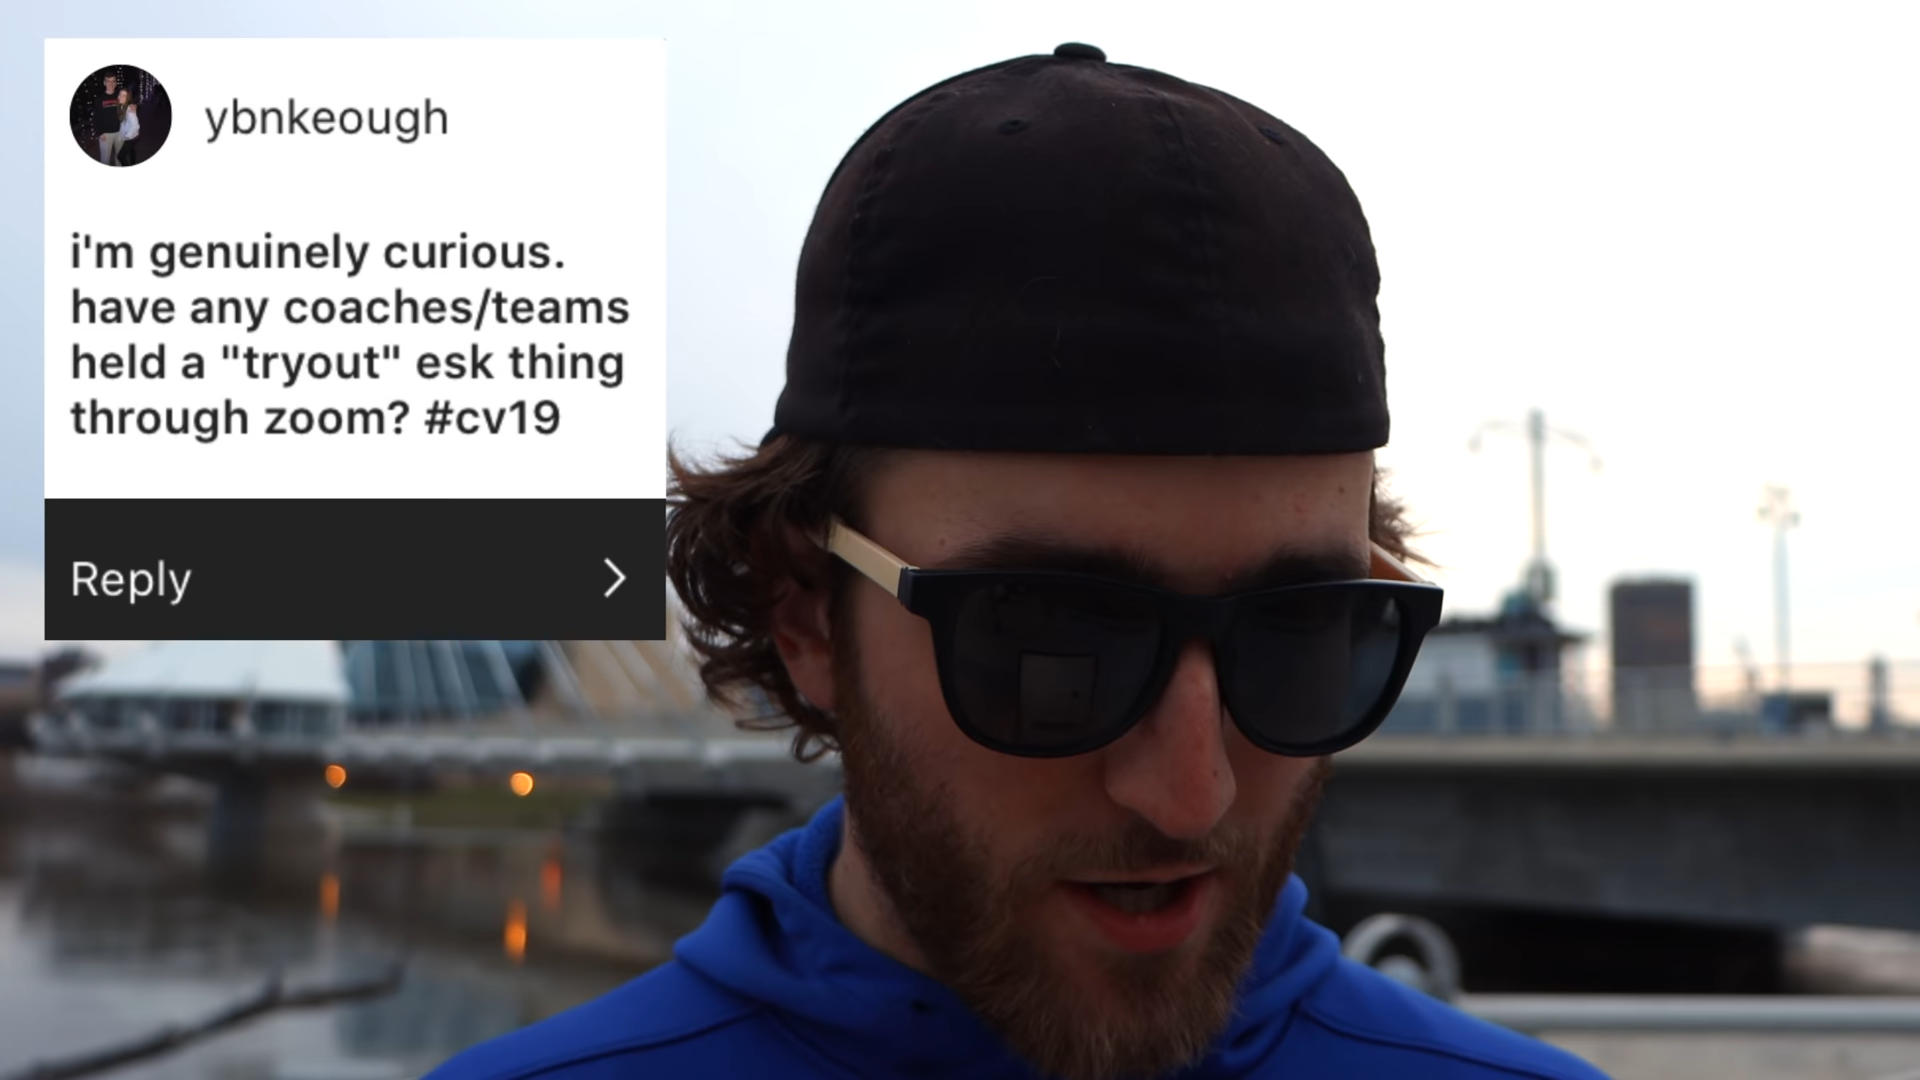 ybnkeough
i'm genuinely curious.
have any coaches/teams
held a "tryout" esk thing
through zoom? #cv19
Reply